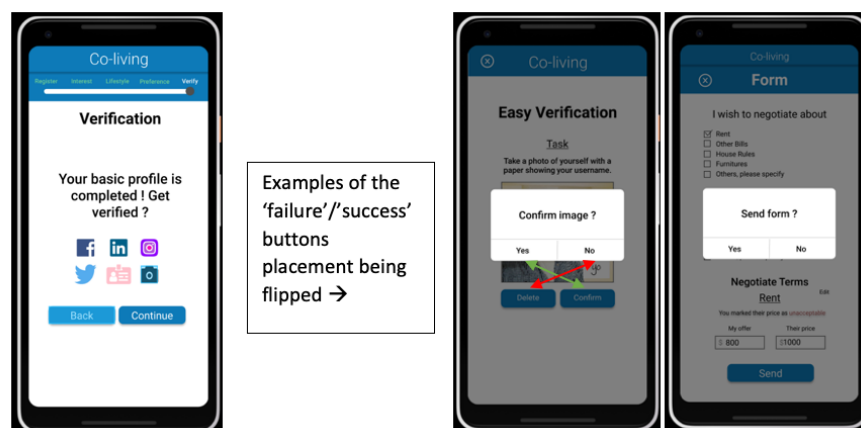 Co-living
Register Interest Lifestyle Preference Verify
Verification
Your basic profile is
completed ! Get
verified ?
Back Continue
Examples of the
‘failure’/’success’
buttons
placement being
flipped →
Co-living
Easy Verification
Task
Take a photo of yourself with a
paper showing your username.
Confirm image ?
Yes No
Delete Confirm
Co-living
Form
I wish to negotiate about
Rent
Other Bills
House Rules
Furnitures
Others, please specify
Send form ?
Yes No
Negotiate Terms
Edit
Rent
You marked their price as unacceptable
My offer Their price
$ 800 $1000
Send